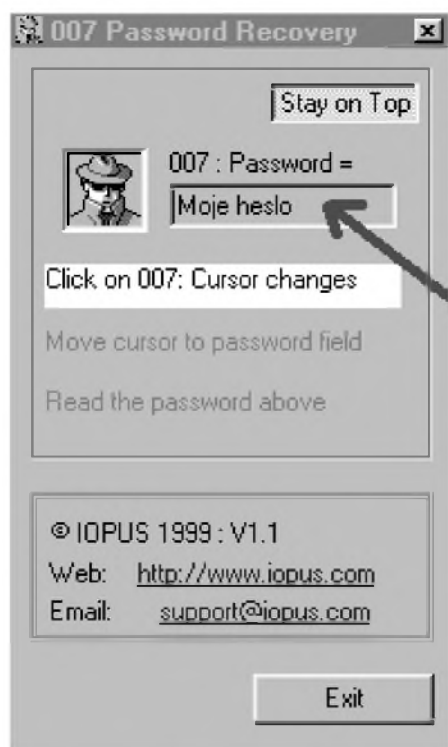 007 Password Recovery
Stay on Top
007 : Password =
Moje heslo
Click on 007: Cursor changes
Move cursor to password field
Read the password above
© IOPUS 1999 : V1.1
Web: http://www.iopus.com
Email: support@iopus.com
Exit